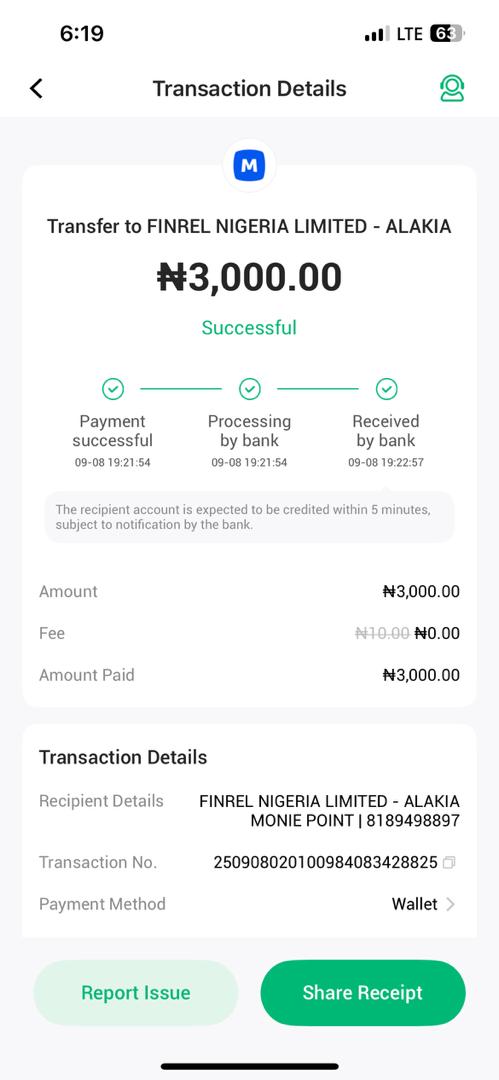 6:19
LTE 63
Transaction Details
M
Transfer to FINREL NIGERIA LIMITED - ALAKIA
₦3,000.00
Successful
Payment successful
Processing by bank
Received by bank
09-08 19:21:54
09-08 19:21:54
09-08 19:22:57
The recipient account is expected to be credited within 5 minutes,
subject to notification by the bank.
Amount ₦3,000.00
Fee ₦10.00 ₦0.00
Amount Paid ₦3,000.00
Transaction Details
Recipient Details FINREL NIGERIA LIMITED - ALAKIA
MONIE POINT | 8189498897
Transaction No. 250908020100984083428825
Payment Method Wallet
Report Issue
Share Receipt